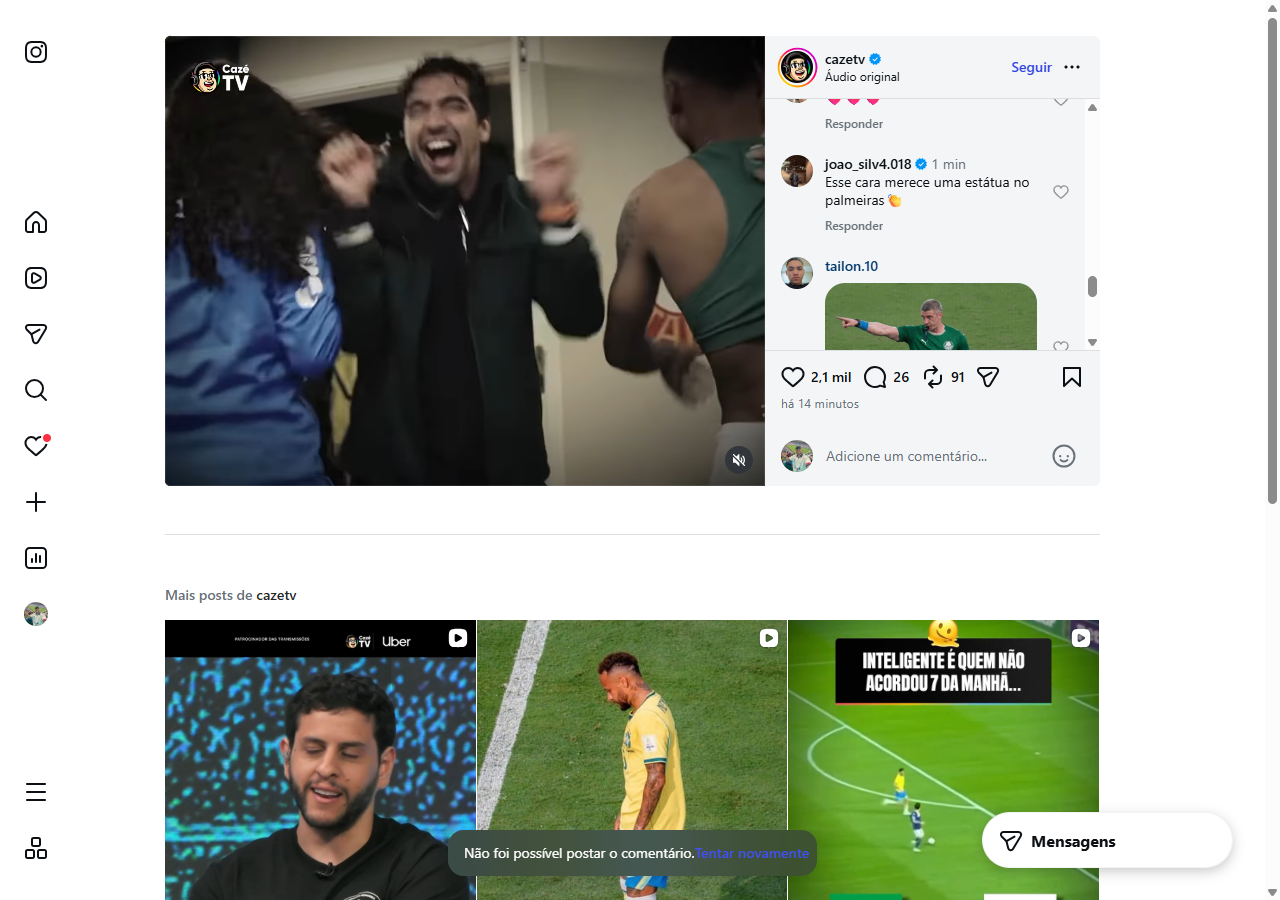 Cazé
TV
cazetv
Áudio original
Seguir
Responder
joao_silv4.018 1 min
Esse cara merece uma estátua no
palmeiras 👏
Responder
tailon.10
2,1 mil
26
91
há 14 minutos
Adicione um comentário...
Mais posts de cazetv
PATROCINADOR DAS TRANSMISSÕES
Cazé
TV
Uber
INTELIGENTE É QUEM NÃO
ACORDOU 7 DA MANHÃ...
Não foi possível postar o comentário. Tentar novamente
Mensagens